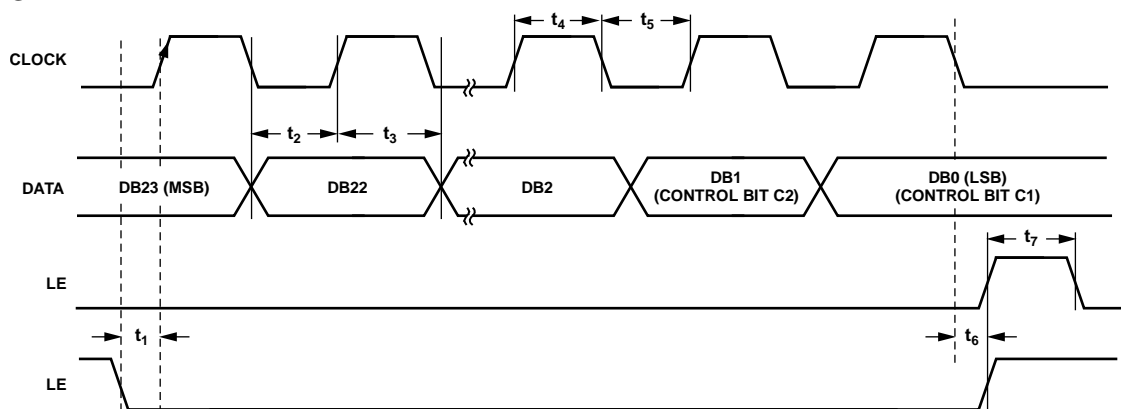 t4
t5
CLOCK
t2
t3
DATA
DB23 (MSB)
DB22
DB2
DB1
(CONTROL BIT C2)
DB0 (LSB)
(CONTROL BIT C1)
t7
LE
t1
t6
LE